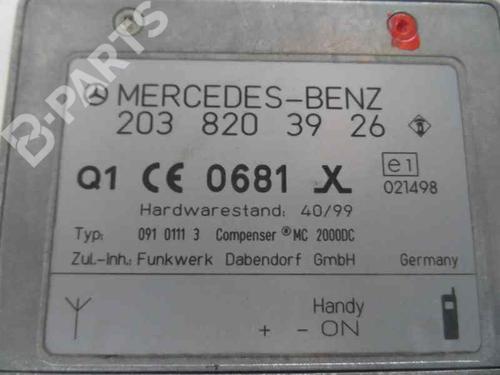 B-PARTS
MERCEDES-BENZ
203 820 39 26
Q1 CE 0681 X e1
021498
Hardwarestand: 40/99
Typ: 091 0111 3 Compenser ® MC 2000DC
Zul.-Inh.: Funkwerk Dabendorf GmbH Germany
Handy
+ - ON